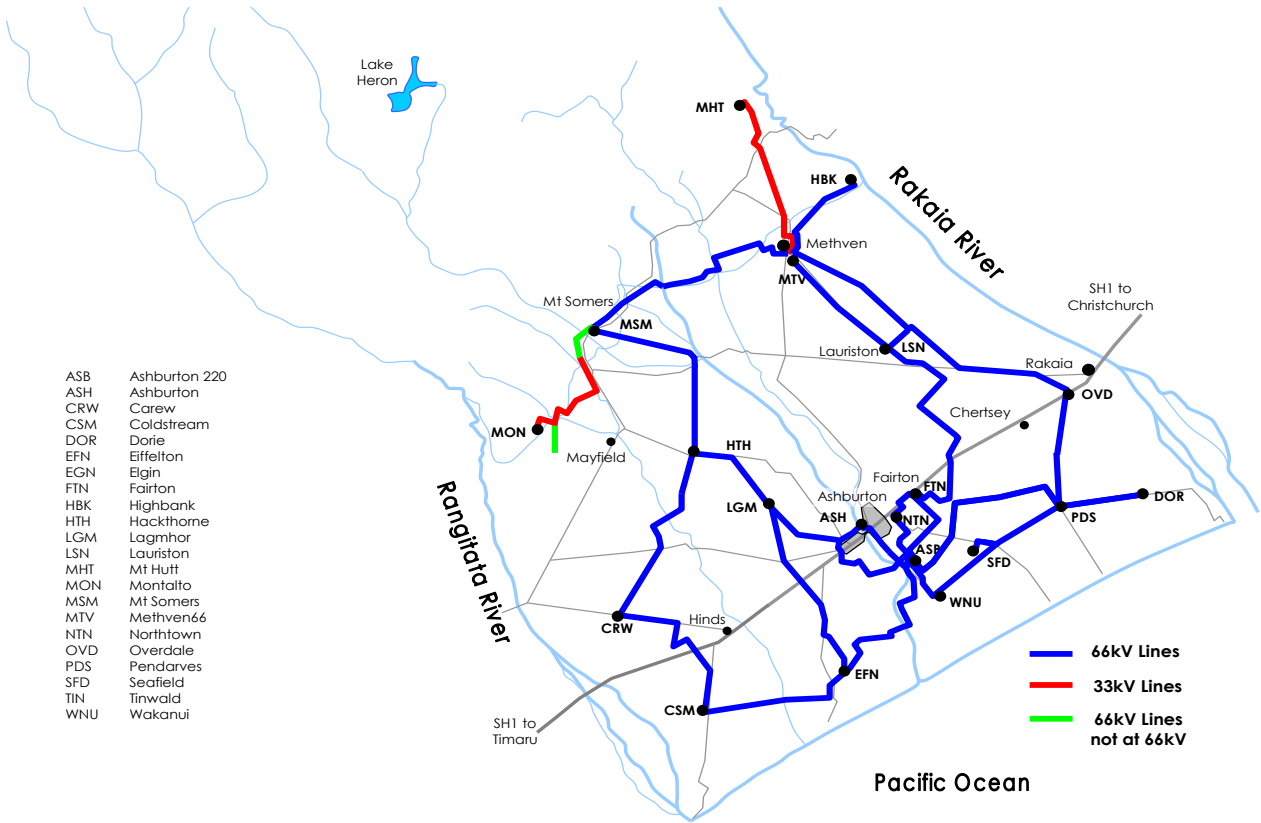 Lake
Heron
MHT
HBK
Rakaia River
Methven
MTV
SH1 to
Christchurch
Mt Somers
MSM
Lauriston
LSN
Rakaia
OVD
Chertsey
MON
Mayfield
HTH
Rangitata River
LGM
Fairton
FTN
Ashburton
ASH
NTN
DOR
PDS
ASB
SFD
WNU
CRW
Hinds
EFN
CSM
SH1 to
Timaru
Pacific Ocean
ASB Ashburton 220
ASH Ashburton
CRW Carew
CSM Coldstream
DOR Dorie
EFN Eiffelton
EGN Elgin
FTN Fairton
HBK Highbank
HTH Hackthorne
LGM Lagmhor
LSN Lauriston
MHT Mt Hutt
MON Montalto
MSM Mt Somers
MTV Methven66
NTN Northtown
OVD Overdale
PDS Pendarves
SFD Seafield
TIN Tinwald
WNU Wakanui
66kV Lines
33kV Lines
66kV Lines
not at 66kV